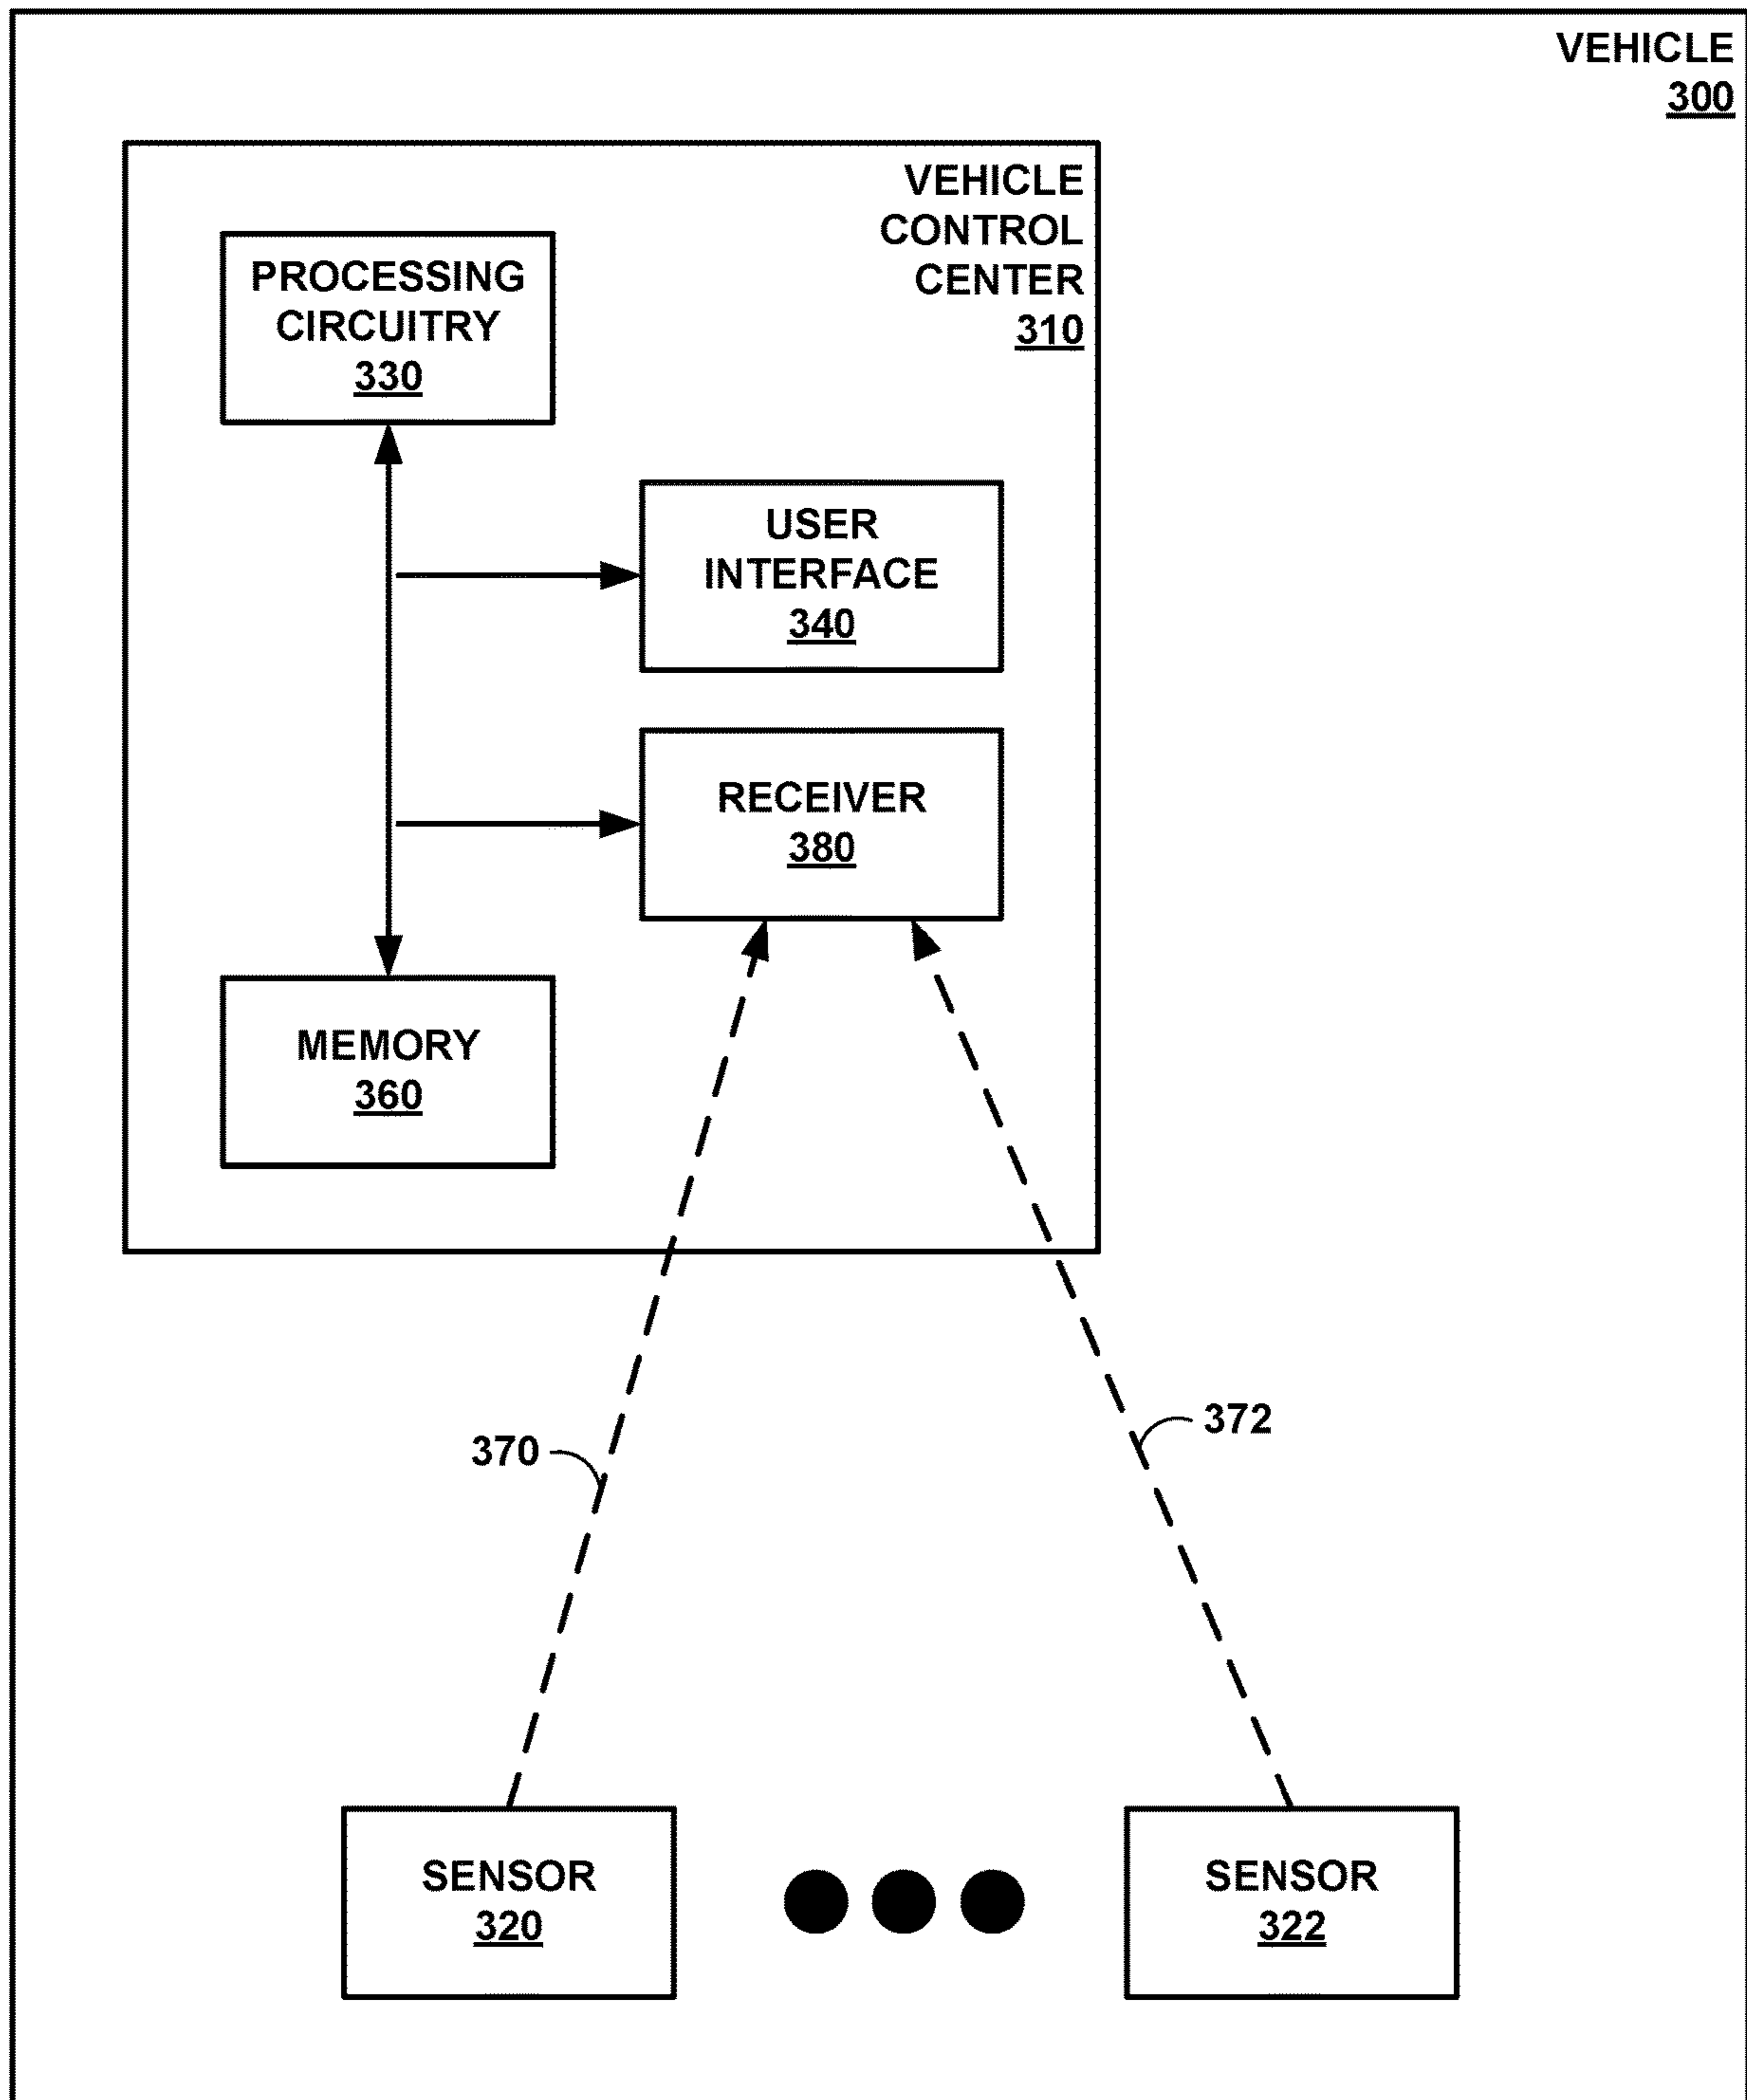 VEHICLE
300
VEHICLE
CONTROL
CENTER
310
PROCESSING
CIRCUITRY
330
USER
INTERFACE
340
RECEIVER
380
MEMORY
360
370
372
SENSOR
320
SENSOR
322